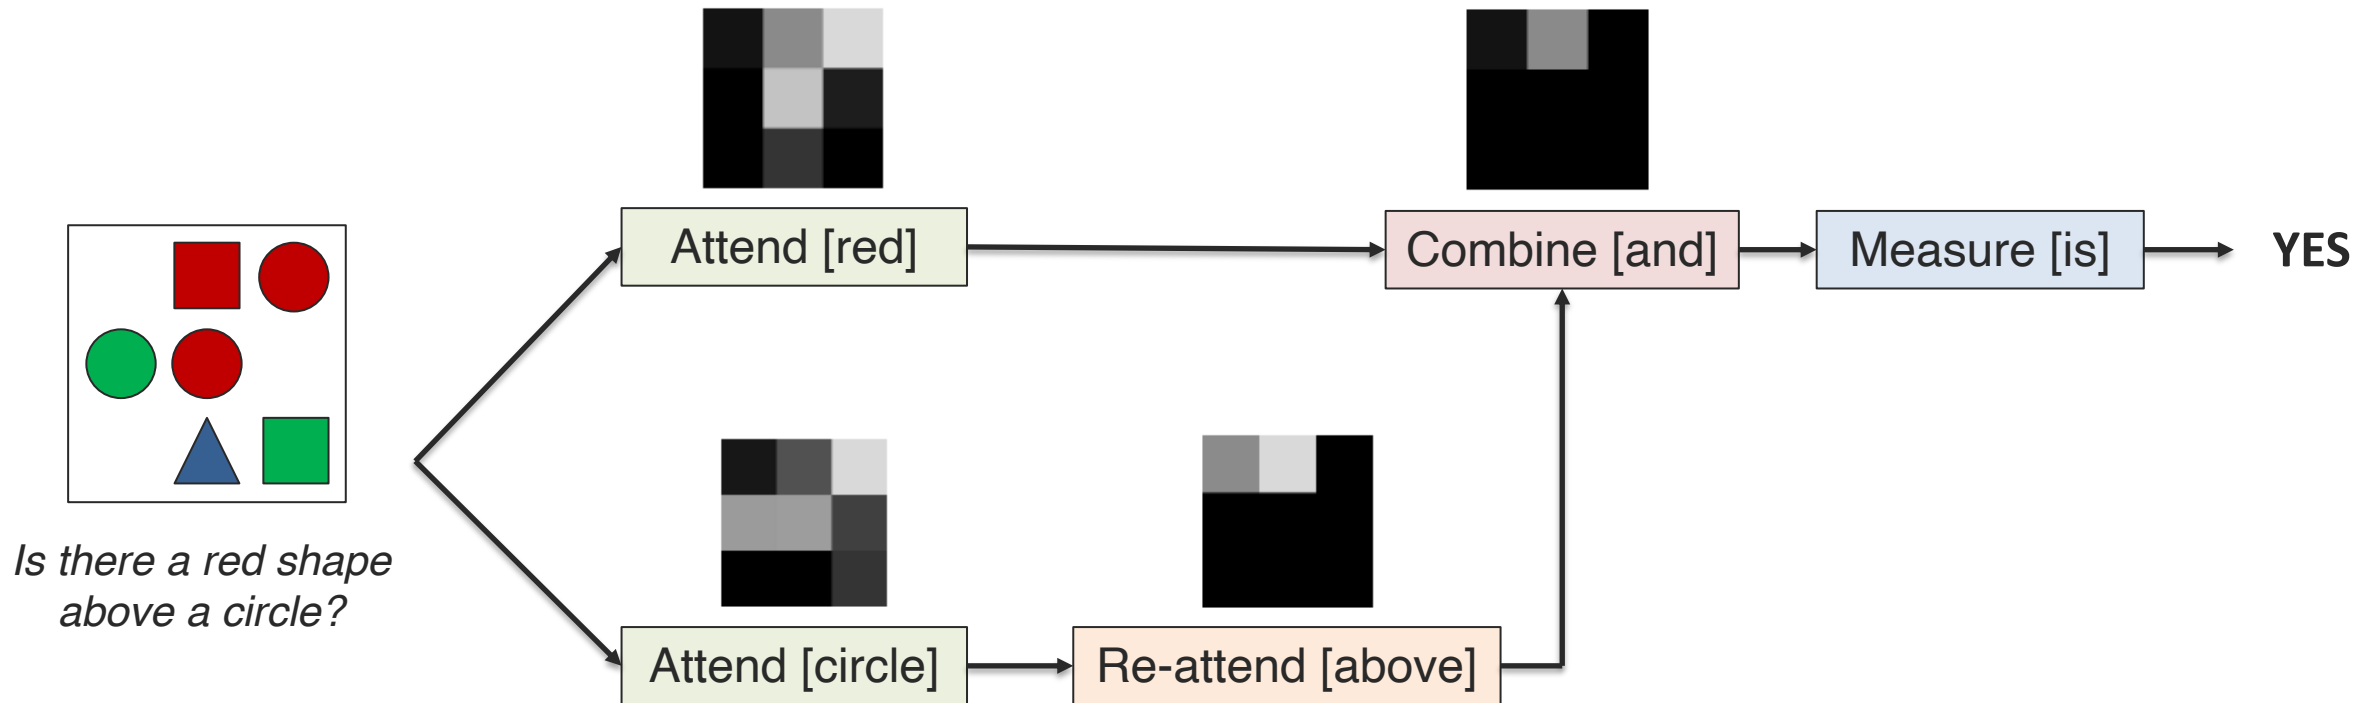 Is there a red shape
above a circle?
Attend [red]
Combine [and]
Measure [is]
YES
Attend [circle]
Re-attend [above]